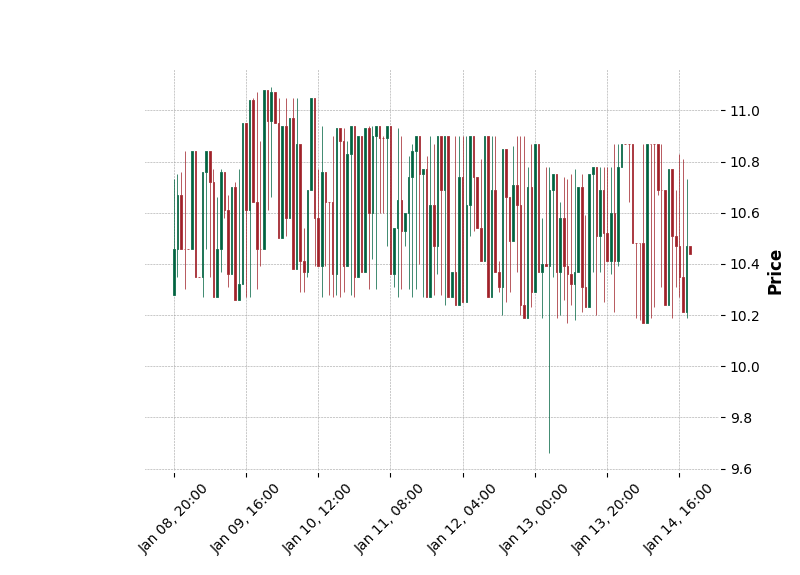 11.0
10.8
10.6
10.4
10.2
10.0
9.8
9.6
Price
Jan 08, 20:00
Jan 09, 16:00
Jan 10, 12:00
Jan 11, 08:00
Jan 12, 04:00
Jan 13, 00:00
Jan 13, 20:00
Jan 14, 16:00